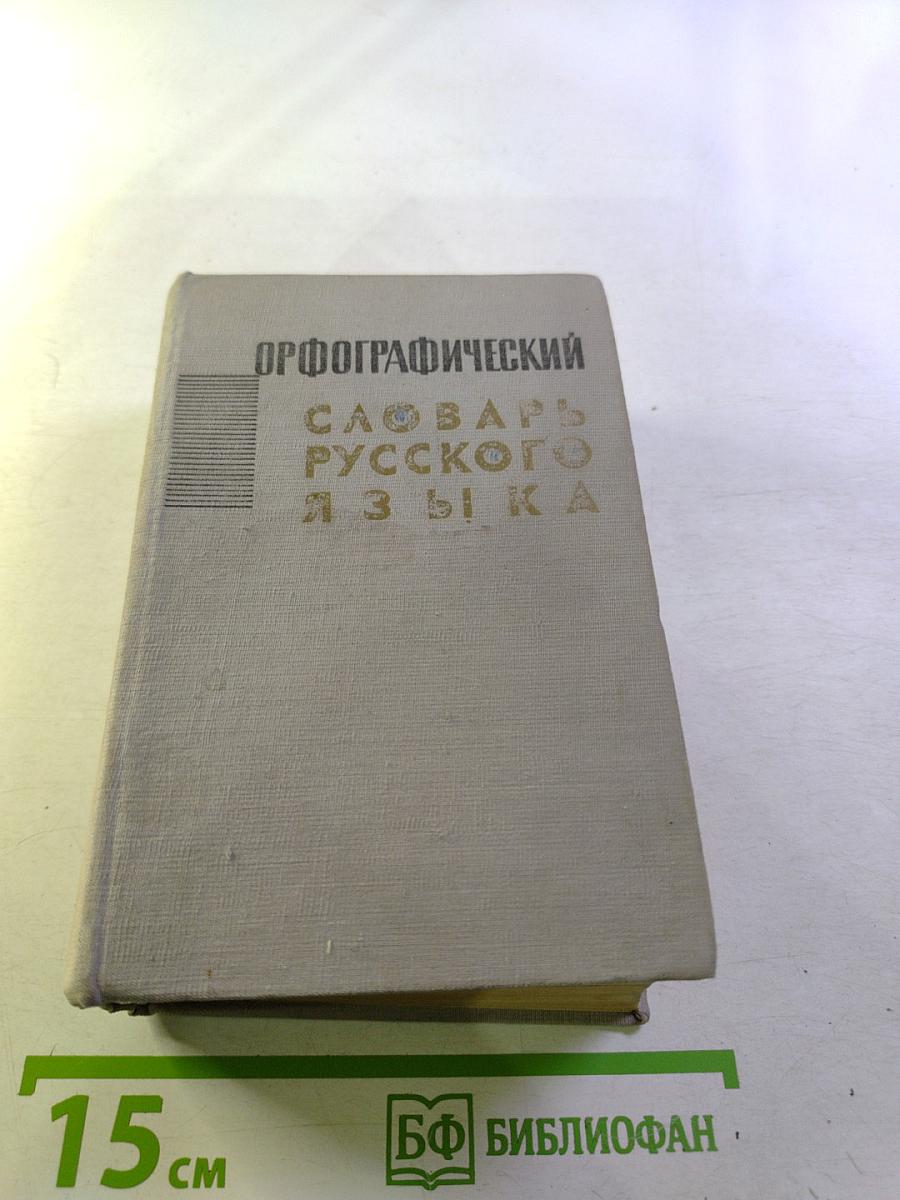 ОРФОГРАФИЧЕСКИЙ
СЛОВАРЬ
РУССКОГО
ЯЗЫКА
15 см
БФ БИБЛИОФАН